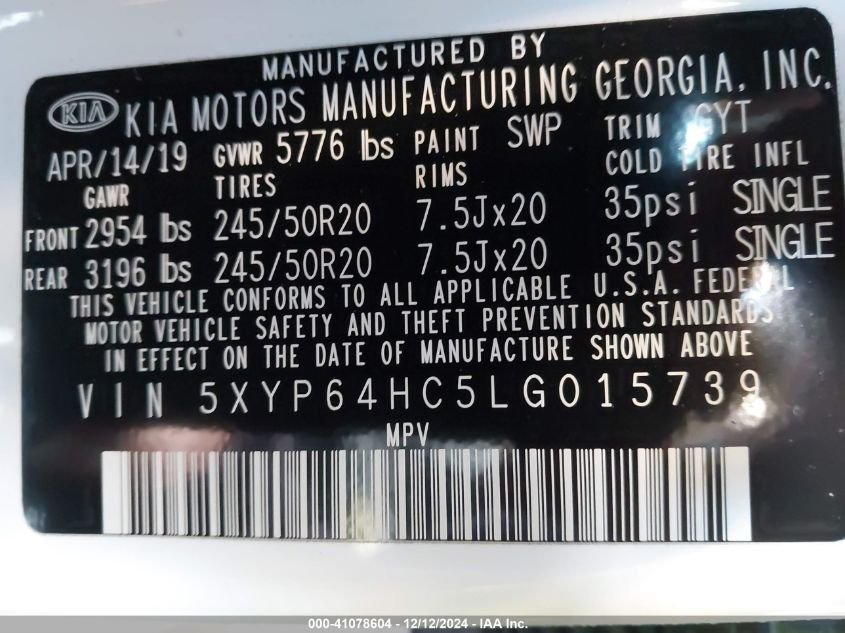 MANUFACTURED BY
KIA KIA MOTORS MANUFACTURING GEORGIA, INC.
APR/14/19 GVWR 5776 lbs PAINT SWP TRIM GYT
GAWR TIRES RIMS COLD TIRE INFL
FRONT 2954 lbs 245/50R20 7.5Jx20 35psi SINGLE
REAR 3196 lbs 245/50R20 7.5Jx20 35psi SINGLE
THIS VEHICLE CONFORMS TO ALL APPLICABLE U.S.A. FEDERAL
MOTOR VEHICLE SAFETY AND THEFT PREVENTION STANDARDS
IN EFFECT ON THE DATE OF MANUFACTURE SHOWN ABOVE
VIN 5XYP64HC5LG015739
MPV
000-41078604 - 12/12/2024 - IAA Inc.